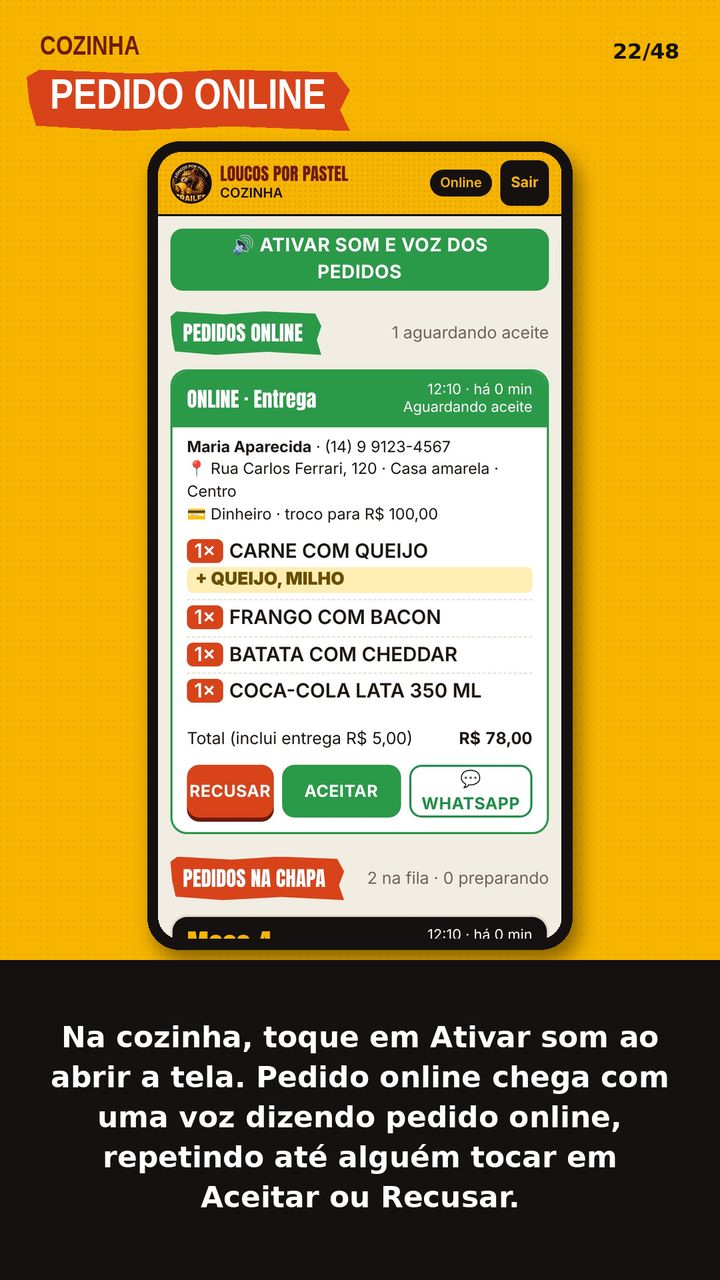 COZINHA
22/48
PEDIDO ONLINE
LOUCOS POR PASTEL
COZINHA
Online
Sair
🔊 ATIVAR SOM E VOZ DOS
PEDIDOS
PEDIDOS ONLINE
1 aguardando aceite
ONLINE · Entrega
12:10 · há 0 min
Aguardando aceite
Maria Aparecida · (14) 9 9123-4567
📍 Rua Carlos Ferrari, 120 · Casa amarela ·
Centro
💳 Dinheiro · troco para R$ 100,00
1× CARNE COM QUEIJO
+ QUEIJO, MILHO
1× FRANGO COM BACON
1× BATATA COM CHEDDAR
1× COCA-COLA LATA 350 ML
Total (inclui entrega R$ 5,00) R$ 78,00
RECUSAR
ACEITAR
💬
WHATSAPP
PEDIDOS NA CHAPA
2 na fila · 0 preparando
Mesa 4
12:10 · há 0 min
Na cozinha, toque em Ativar som ao
abrir a tela. Pedido online chega com
uma voz dizendo pedido online,
repetindo até alguém tocar em
Aceitar ou Recusar.